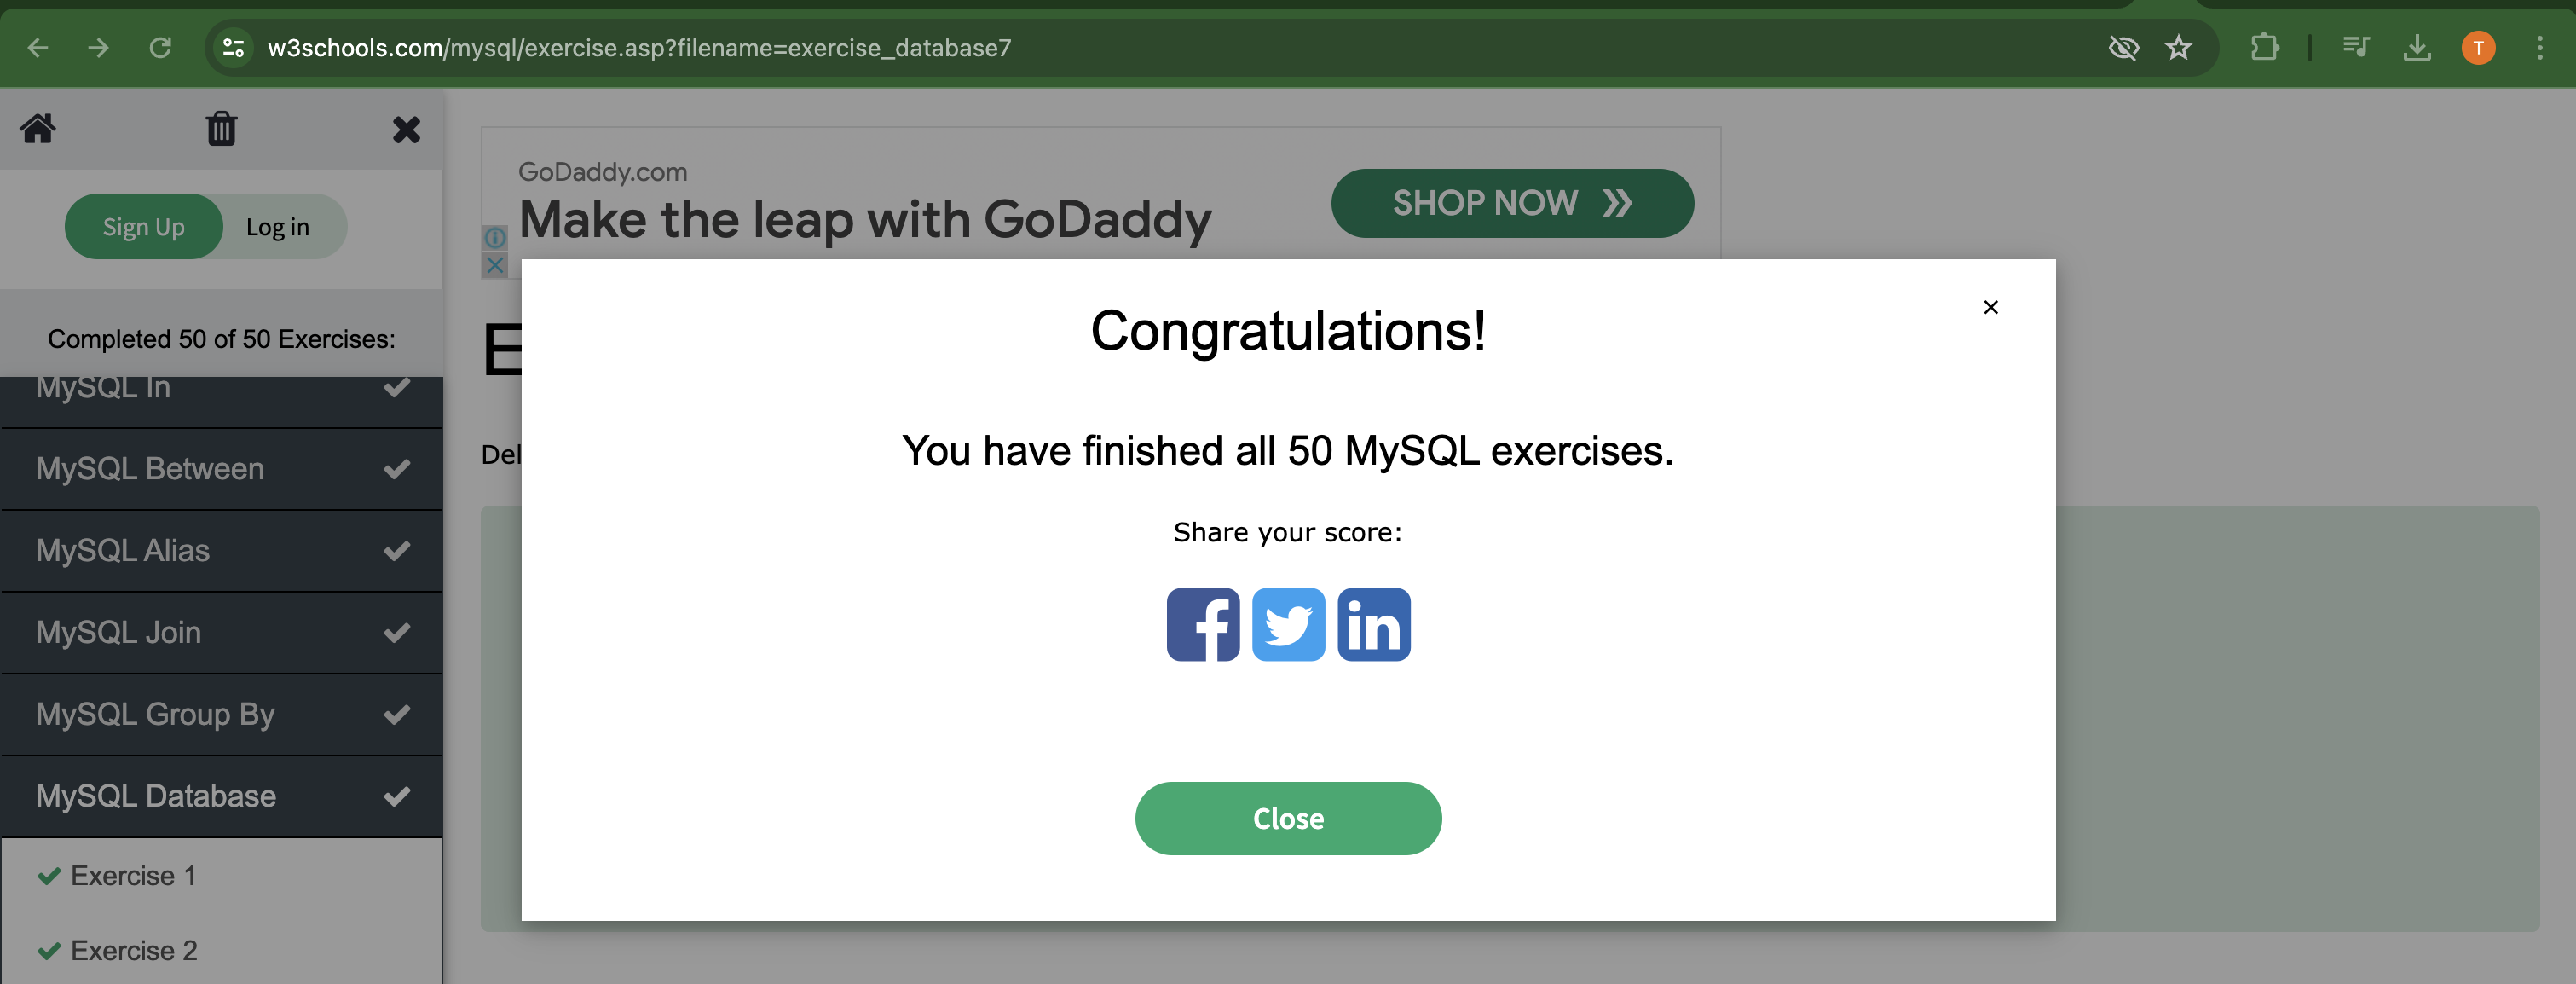 w3schools.com/mysql/exercise.asp?filename=exercise_database7
T
Sign Up
Log in
Completed 50 of 50 Exercises:
MySQL In
MySQL Between
MySQL Alias
MySQL Join
MySQL Group By
MySQL Database
Exercise 1
Exercise 2
GoDaddy.com
Make the leap with GoDaddy
SHOP NOW
E
Del
×
Congratulations!
You have finished all 50 MySQL exercises.
Share your score:
f
in
Close